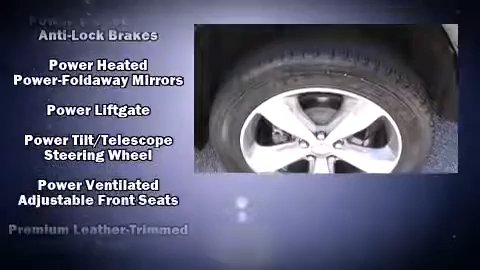 Anti-Lock Brakes
Power Heated
Power-Foldaway Mirrors
Power Liftgate
Power Tilt/Telescope
Steering Wheel
Power Ventilated
Adjustable Front Seats
Premium Leather-Trimmed